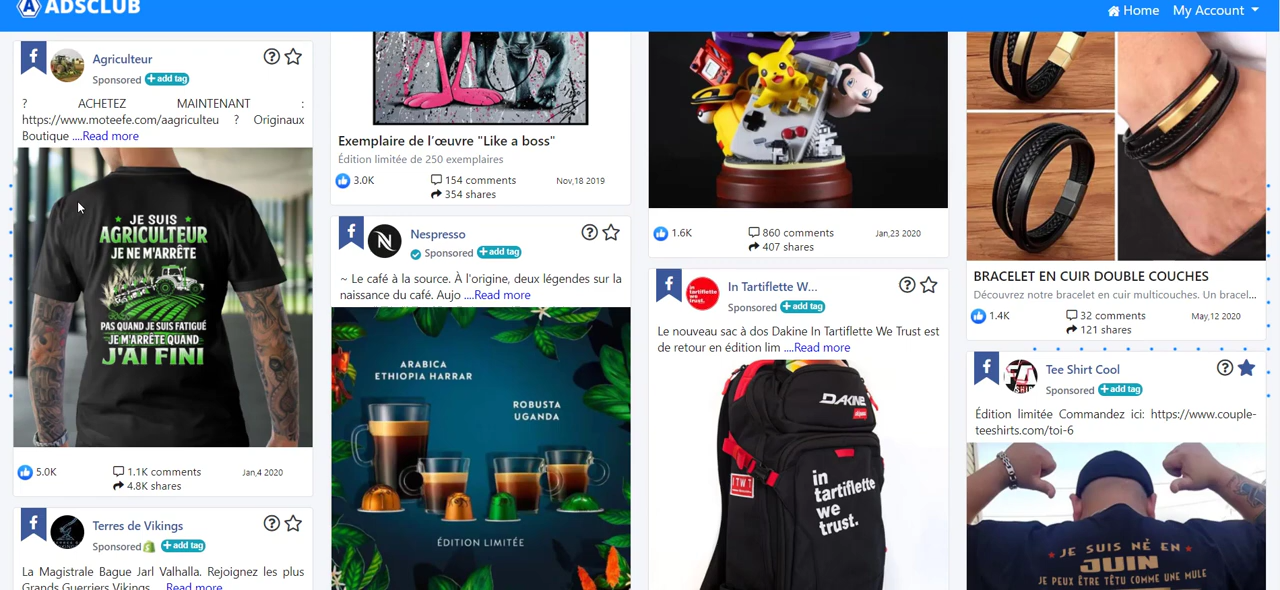 ADSCLUB
Home My Account
Agriculteur
Sponsored + add tag
? ACHETEZ MAINTENANT :
https://www.moteefe.com/aagriculteu ? Originaux
Boutique ....Read more
JE SUIS
AGRICULTEUR
JE NE M'ARRÊTE
PAS QUAND JE SUIS FATIGUÉ
JE M'ARRÊTE QUAND
J'AI FINI
5.0K
1.1K comments
Jan,4 2020
4.8K shares
Terres de Vikings
Sponsored + add tag
La Magistrale Bague Jarl Valhalla. Rejoignez les plus
Grands Guerriers Vikings ....Read more
Exemplaire de l'œuvre "Like a boss"
Édition limitée de 250 exemplaires
3.0K
154 comments
Nov,18 2019
354 shares
N
Nespresso
Sponsored + add tag
~ Le café à la source. À l'origine, deux légendes sur la
naissance du café. Aujo ....Read more
ARABICA
ETHIOPIA HARRAR
ROBUSTA
UGANDA
ÉDITION LIMITÉE
1.6K
860 comments
Jan,23 2020
407 shares
in
tartiflette
we
trust.
In Tartiflette W...
Sponsored + add tag
Le nouveau sac à dos Dakine In Tartiflette We Trust est
de retour en édition lim ....Read more
DAKINE
ITWT
in
tartiflette
we
trust.
BRACELET EN CUIR DOUBLE COUCHES
Découvrez notre bracelet en cuir multicouches. Un bracel...
1.4K
32 comments
May,12 2020
121 shares
Tee Shirt Cool
Sponsored + add tag
Édition limitée Commandez ici: https://www.couple-
teeshirts.com/toi-6
JE SUIS NÈ EN
JUIN
JE PEUX ÊTRE TÊTU COMME UNE MULE